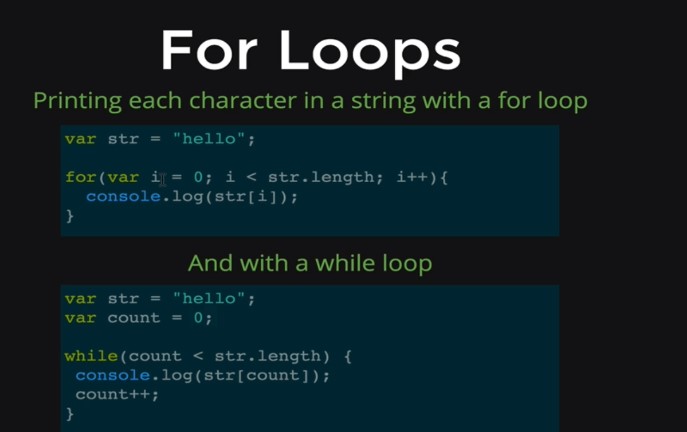 For Loops
Printing each character in a string with a for loop
var str = "hello";
for(var i = 0; i < str.length; i++){
console.log(str[i]);
}
And with a while loop
var str = "hello";
var count = 0;
while(count < str.length) {
console.log(str[count]);
count++;
}